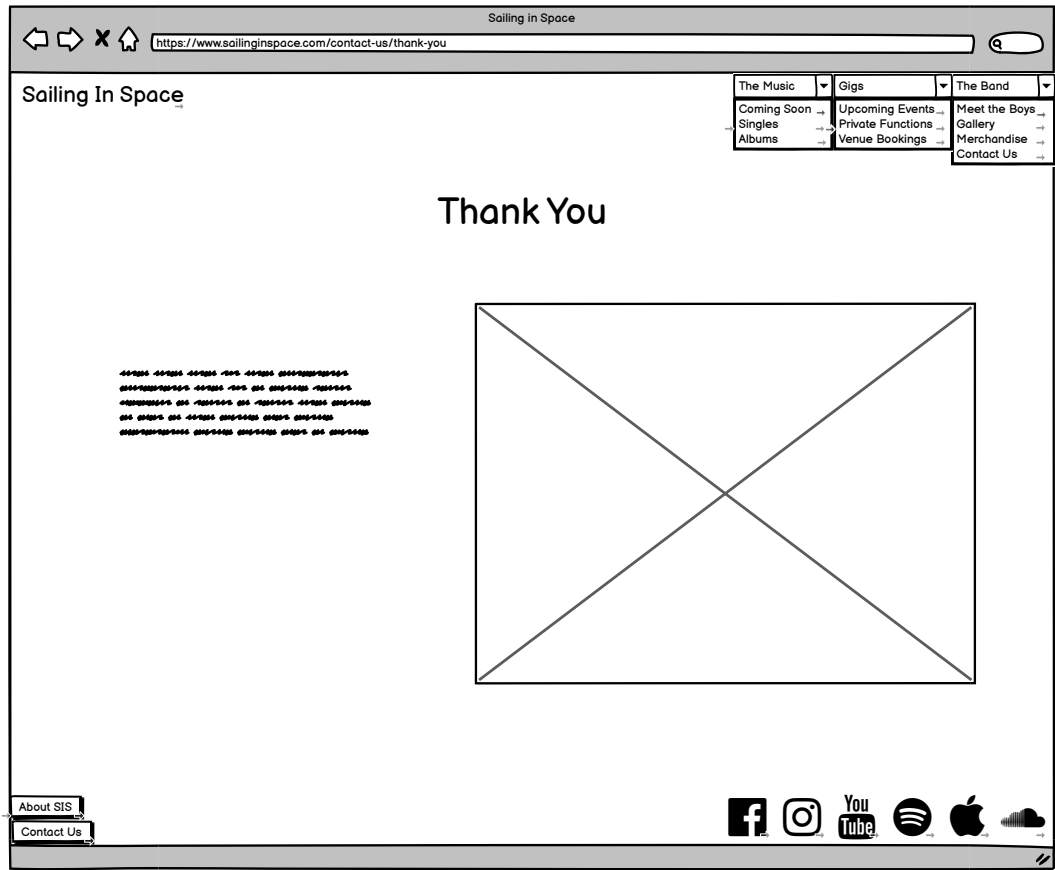 Sailing in Space
https://www.sailinginspace.com/contact-us/thank-you
Sailing In Space
The Music
Gigs
The Band
Coming Soon
Singles
Albums
Upcoming Events
Private Functions
Venue Bookings
Meet the Boys
Gallery
Merchandise
Contact Us
Thank You
About SIS
Contact Us
You
Tube